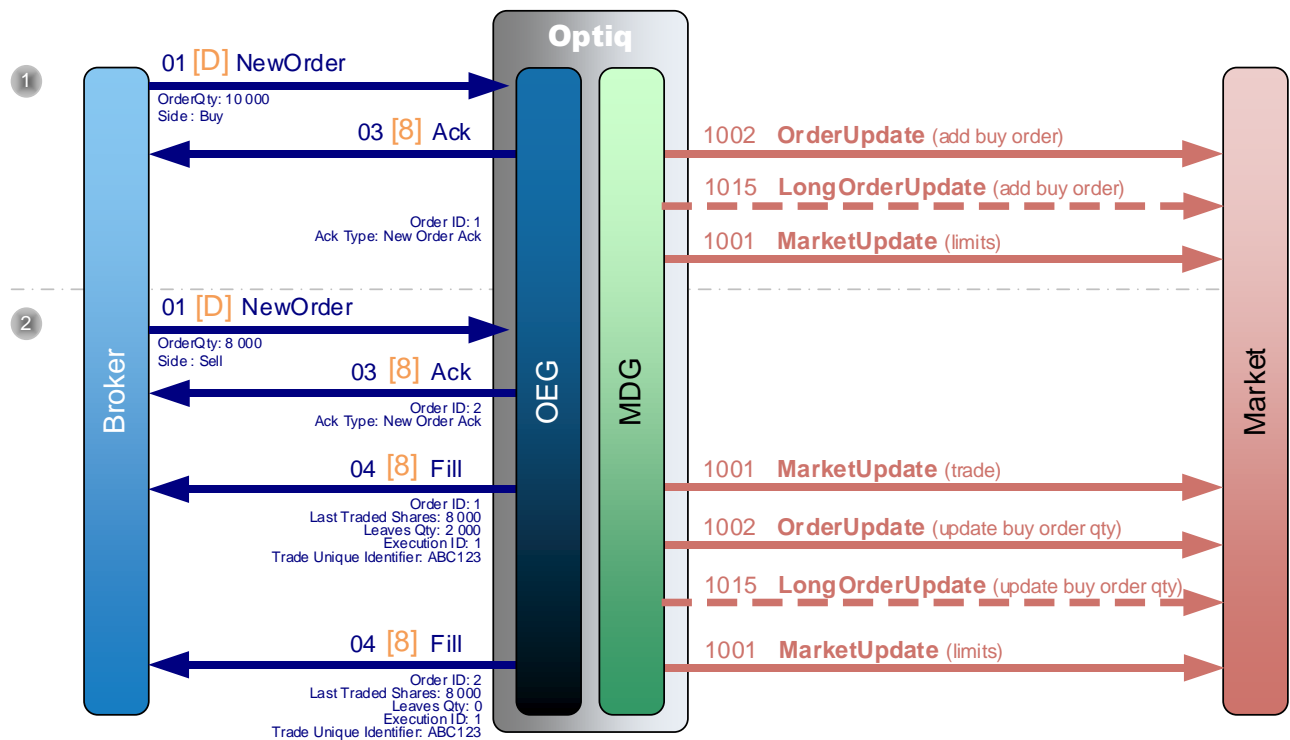 Optiq
1
01 [D] NewOrder
OrderQty: 10 000
Side : Buy
03 [8] Ack
1002 OrderUpdate (add buy order)
1015 LongOrderUpdate (add buy order)
Order ID: 1
Ack Type: New Order Ack
1001 MarketUpdate (limits)
2
01 [D] NewOrder
OrderQty: 8 000
Side : Sell
03 [8] Ack
Order ID: 2
Ack Type: New Order Ack
Broker
OEG
MDG
Market
04 [8] Fill
1001 MarketUpdate (trade)
Order ID: 1
Last Traded Shares: 8 000
Leaves Qty: 2 000
Execution ID: 1
Trade Unique Identifier: ABC123
1002 OrderUpdate (update buy order qty)
1015 LongOrderUpdate (update buy order qty)
04 [8] Fill
1001 MarketUpdate (limits)
Order ID: 2
Last Traded Shares: 8 000
Leaves Qty: 0
Execution ID: 1
Trade Unique Identifier: ABC123